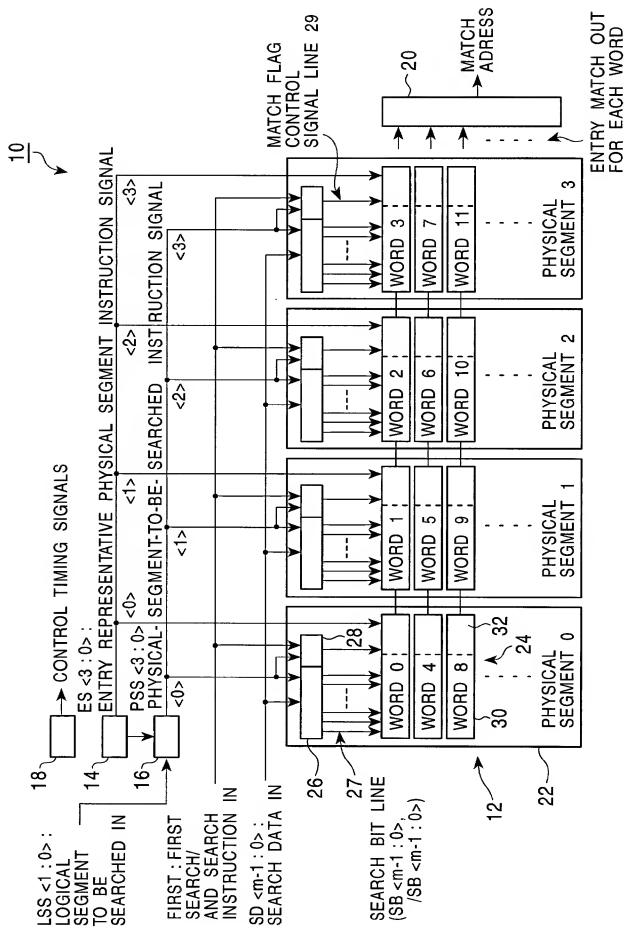 10
18
CONTROL TIMING SIGNALS
ES <3 : 0> :
ENTRY REPRESENTATIVE PHYSICAL SEGMENT INSTRUCTION SIGNAL
14
<0>
<1>
<2>
<3>
PSS <3 : 0> :
PHYSICAL- SEGMENT-TO-BE- SEARCHED INSTRUCTION SIGNAL
16
<0>
<1>
<2>
<3>
LSS <1 : 0> :
LOGICAL
SEGMENT
TO BE
SEARCHED IN
FIRST : FIRST
SEARCH/
AND SEARCH
INSTRUCTION IN
SD <m-1 : 0> :
SEARCH DATA IN
MATCH FLAG
CONTROL
SIGNAL LINE 29
26
28
27
SEARCH BIT LINE
(SB <m-1 : 0>,
/SB <m-1 : 0>)
WORD 0
WORD 1
WORD 2
WORD 3
WORD 4
WORD 5
WORD 6
WORD 7
WORD 8
WORD 9
WORD 10
WORD 11
30
32
24
12
22
PHYSICAL
SEGMENT 0
PHYSICAL
SEGMENT 1
PHYSICAL
SEGMENT 2
PHYSICAL
SEGMENT 3
20
MATCH
ADRESS
ENTRY MATCH OUT
FOR EACH WORD